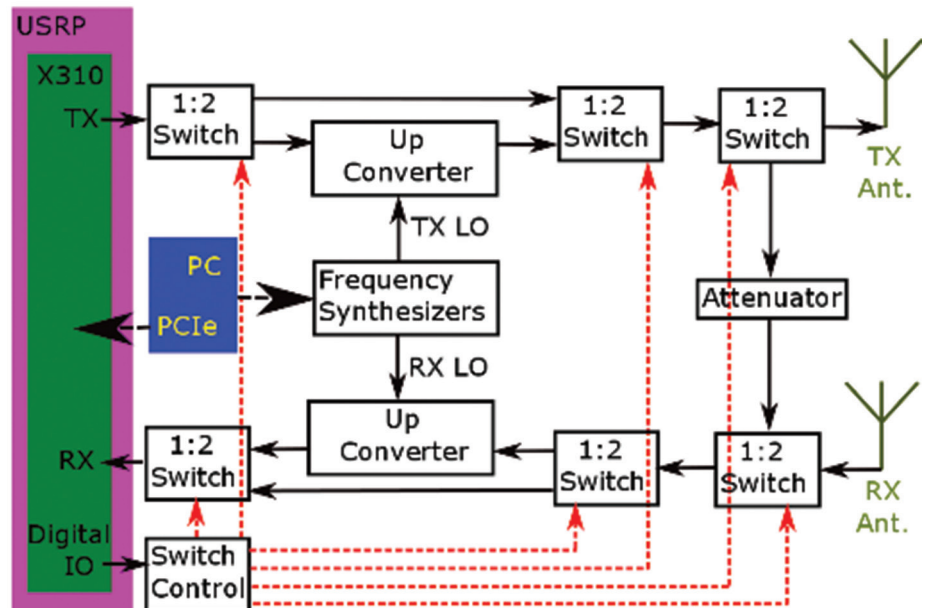 USRP
X310
TX
1:2
Switch
Up
Converter
1:2
Switch
1:2
Switch
TX
Ant.
TX LO
PC
PCIe
Frequency
Synthesizers
Attenuator
RX LO
RX
1:2
Switch
Up
Converter
1:2
Switch
1:2
Switch
RX
Ant.
Digital
IO
Switch
Control